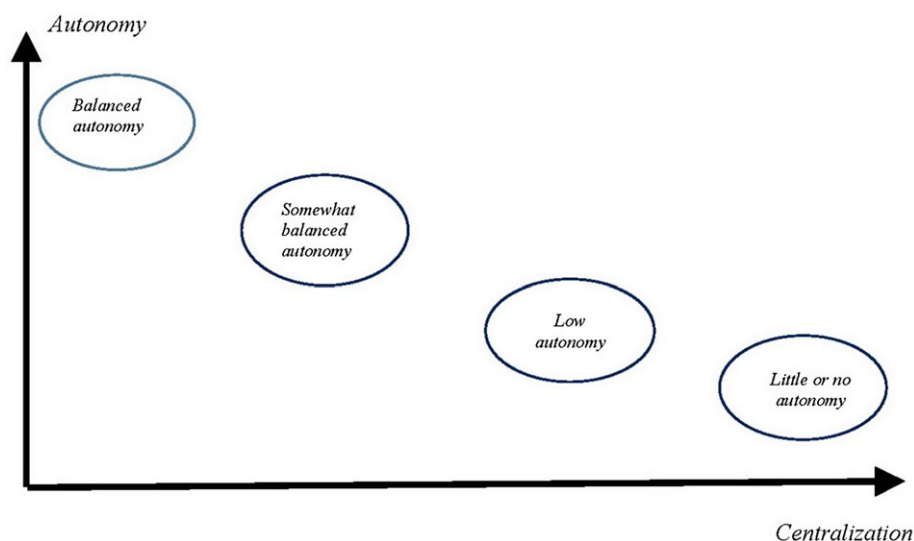 Autonomy
Balanced
autonomy
Somewhat
balanced
autonomy
Low
autonomy
Little or no
autonomy
Centralization